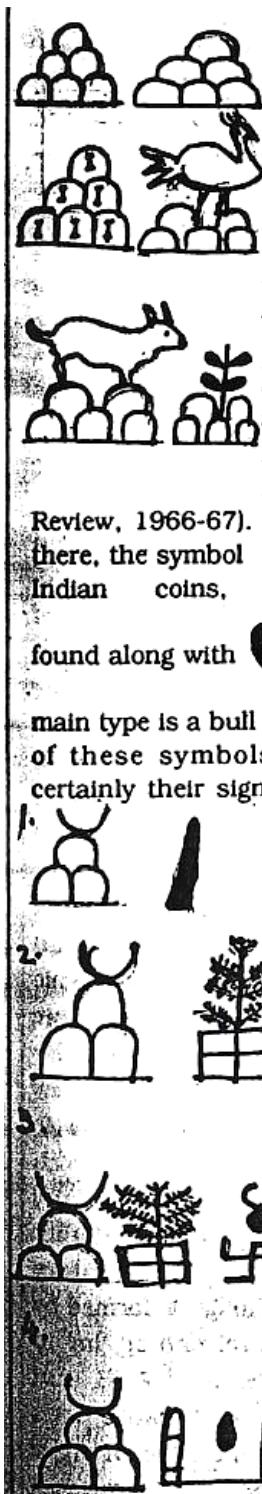 Review, 1966-67).
there, the symbol
Indian coins,
found along with
main type is a bull
of these symbols
certainly their sign
1.
2.
3.
4.